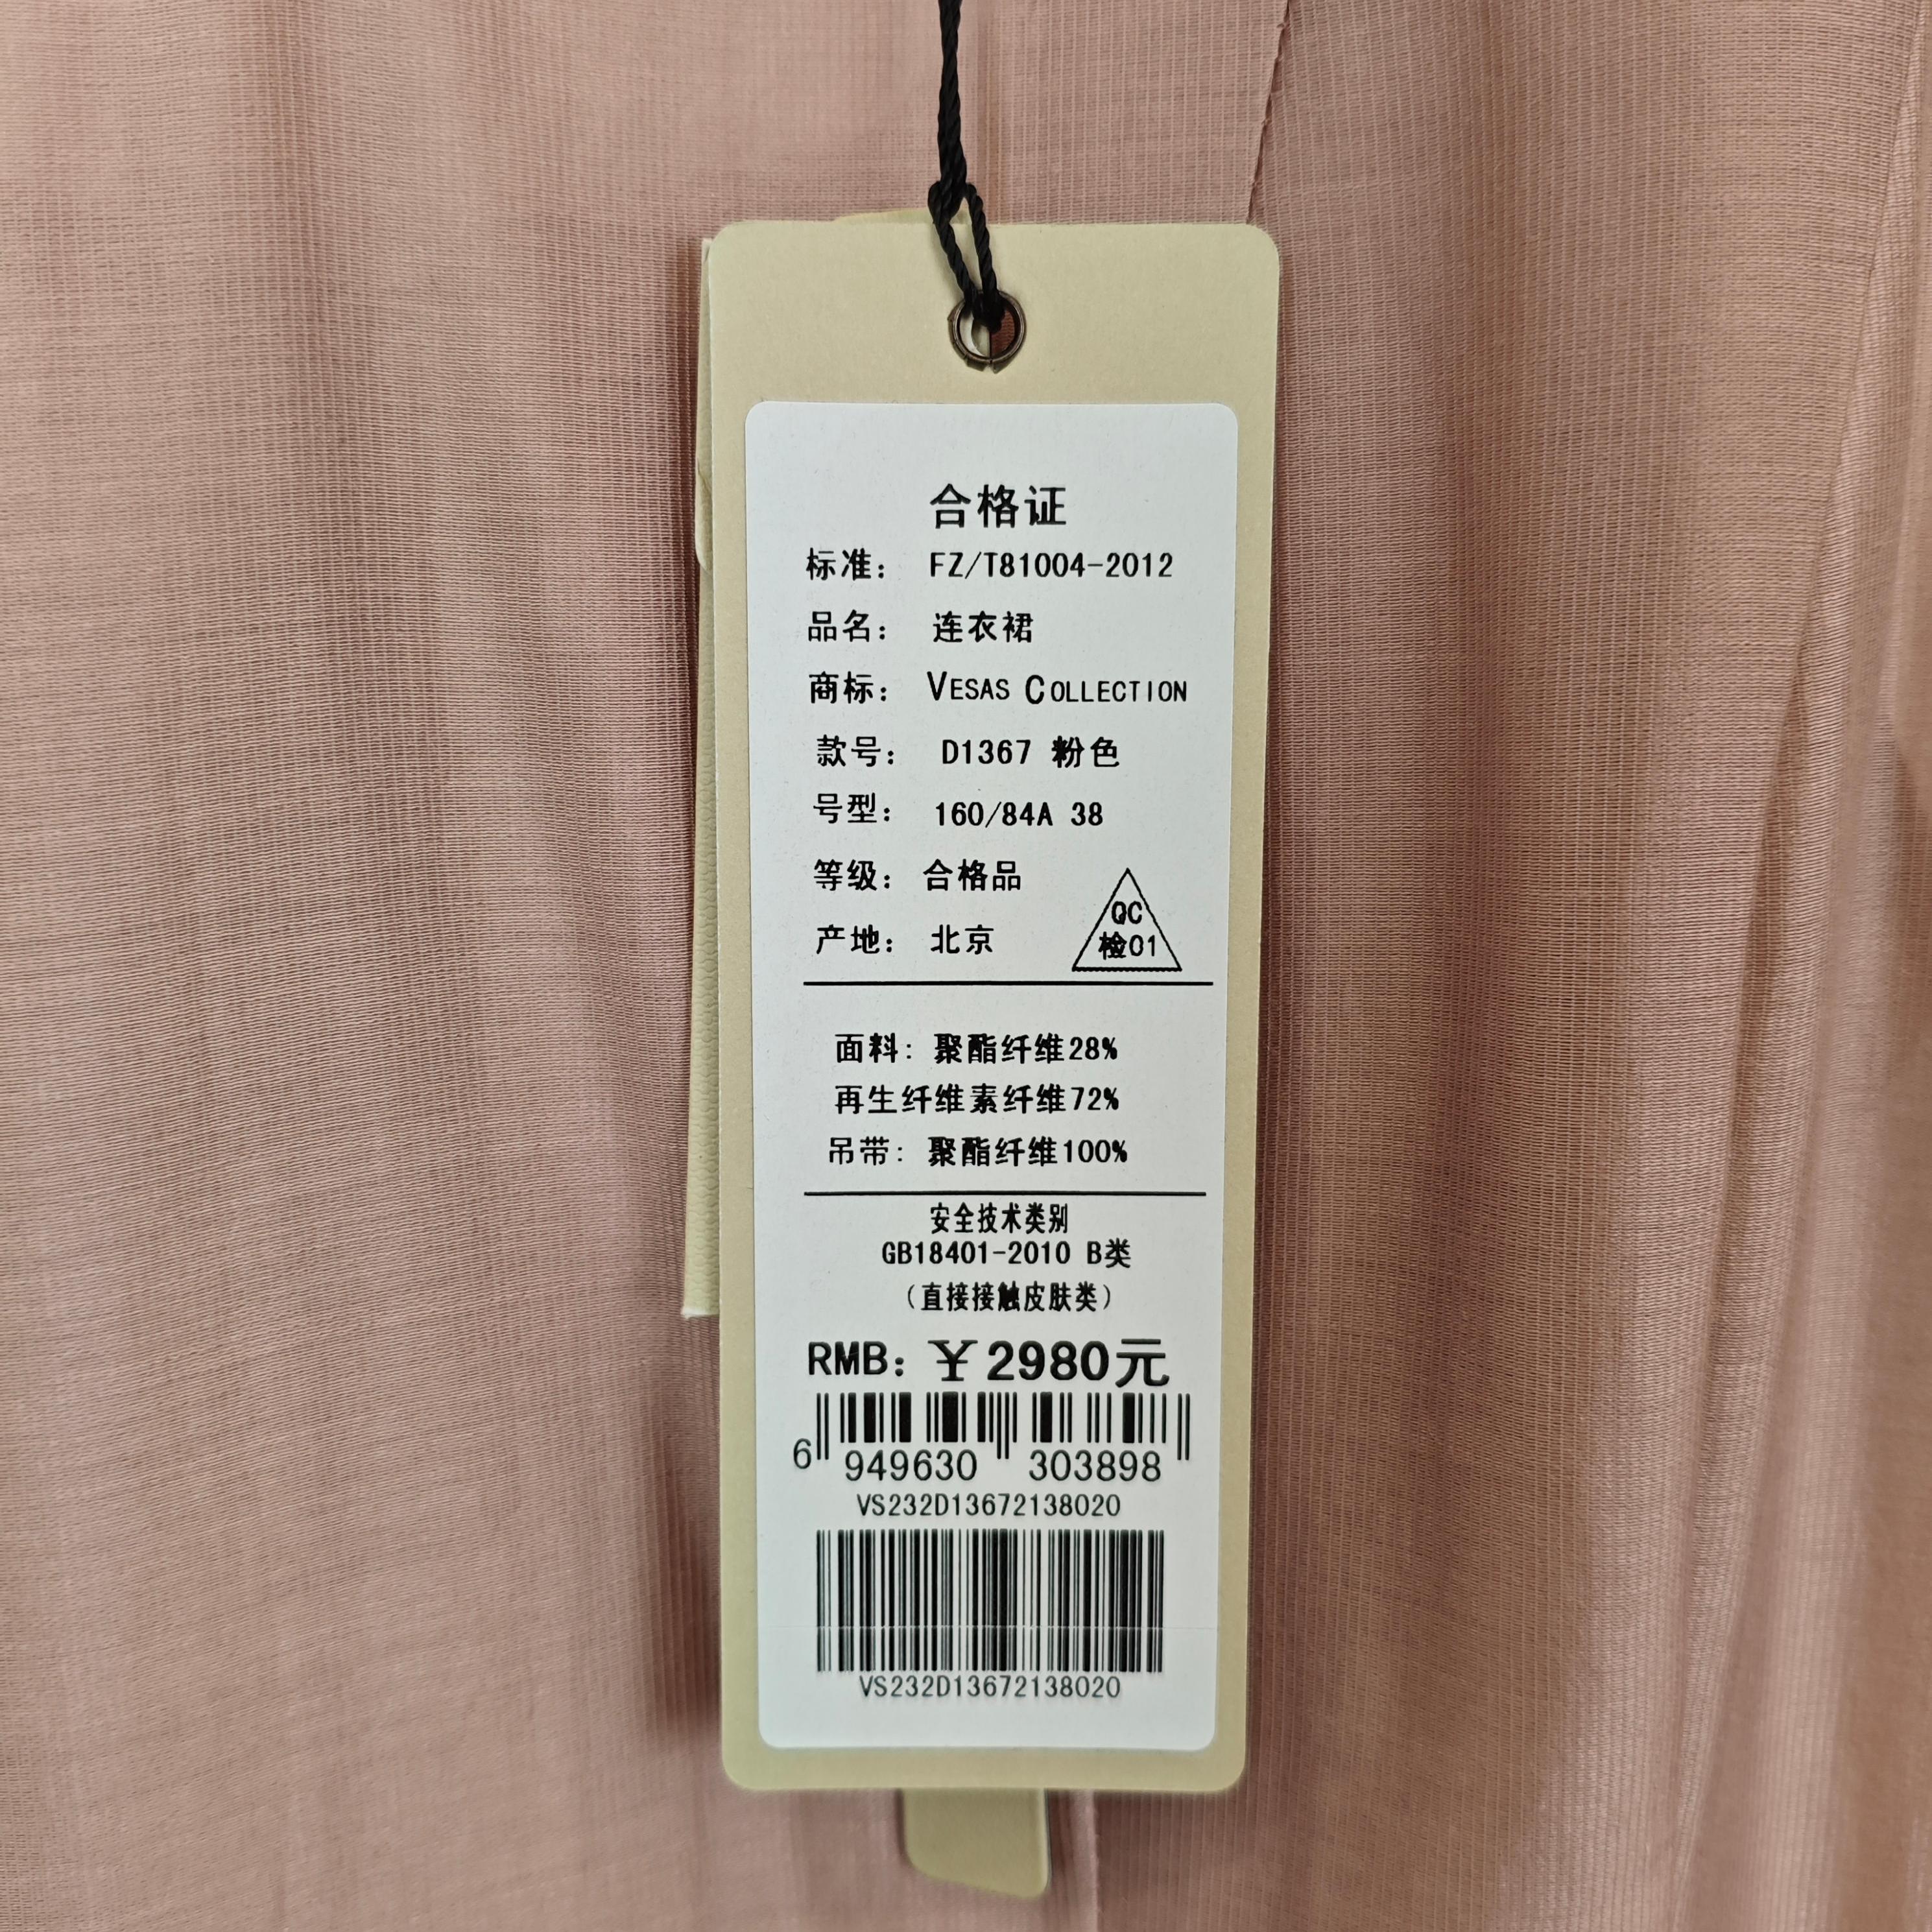 合格证
标准： FZ/T81004-2012
品名： 连衣裙
商标： VESAS COLLECTION
款号： D1367 粉色
号型： 160/84A 38
等级： 合格品
QC
产地： 北京
检01
面料：聚酯纤维28%
再生纤维素纤维72%
吊带：聚酯纤维100%
安全技术类别
GB18401-2010 B类
（直接接触皮肤类）
RMB：￥2980元
6 949630 303898
VS232D13672138020
VS232D13672138020